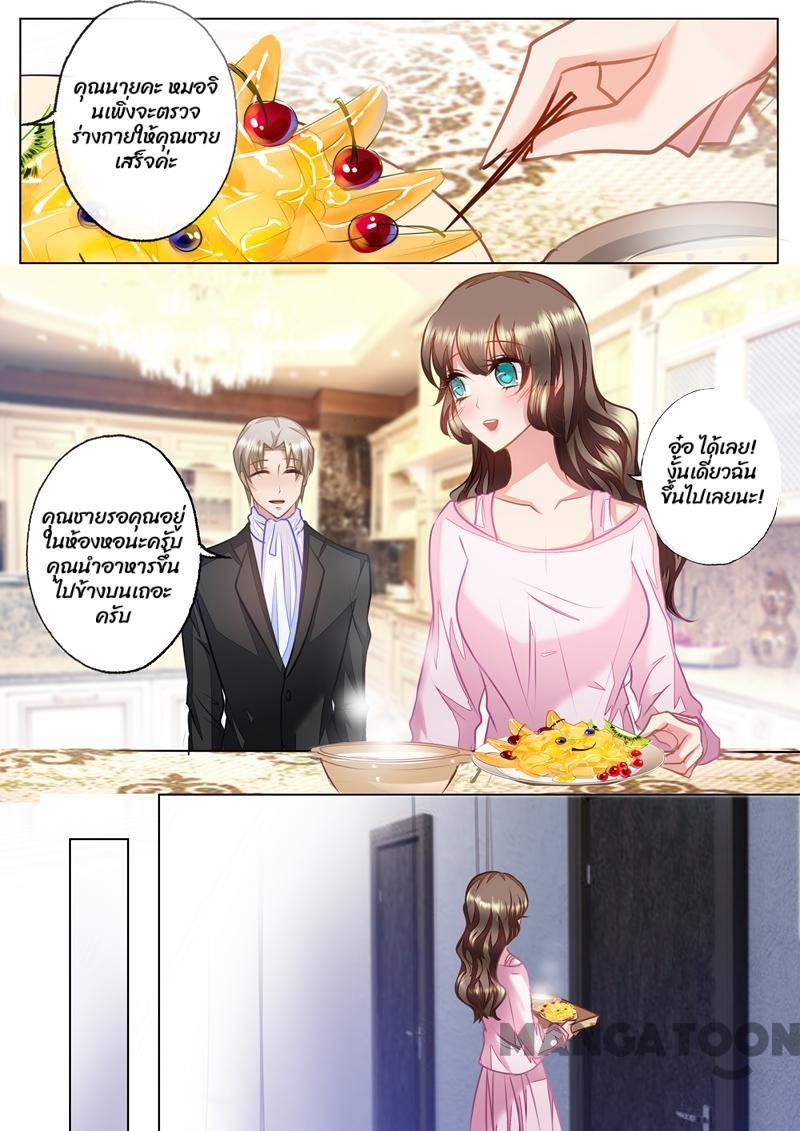 คุณนายคะ หมอจิ
นเพิ่งจะตรวจ
ร่างกายให้คุณชาย
เสร็จค่ะ
อ๋อ ได้เลย!
งั้นเดี๋ยวฉัน
ขึ้นไปเลยนะ!
คุณชายรอคุณอยู่
ในห้องหอนะครับ
คุณนำอาหารขึ้น
ไปข้างบนเถอะ
ครับ
MANGATOON